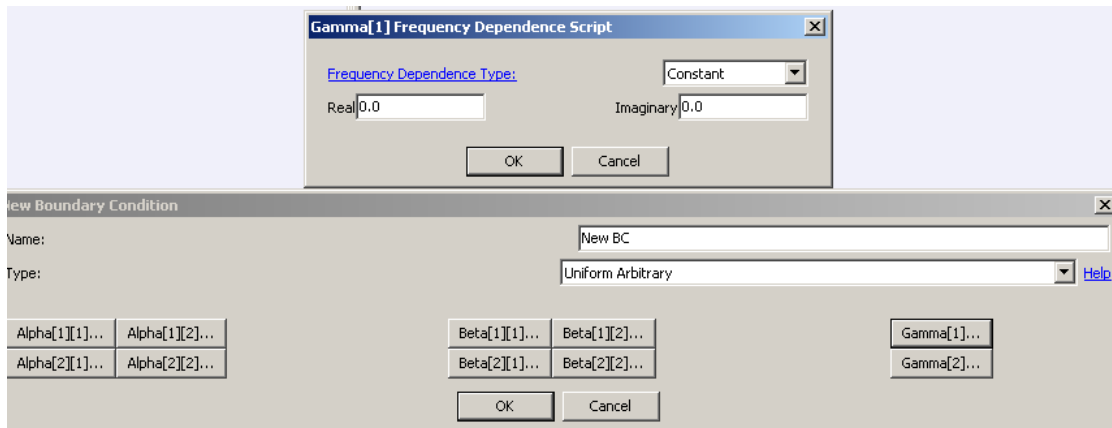 Gamma[1] Frequency Dependence Script
Frequency Dependence Type: Constant
Real 0.0 Imaginary 0.0
OK Cancel
New Boundary Condition
Name: New BC
Type: Uniform Arbitrary Help
Alpha[1][1]... Alpha[1][2]... Beta[1][1]... Beta[1][2]... Gamma[1]...
Alpha[2][1]... Alpha[2][2]... Beta[2][1]... Beta[2][2]... Gamma[2]...
OK Cancel